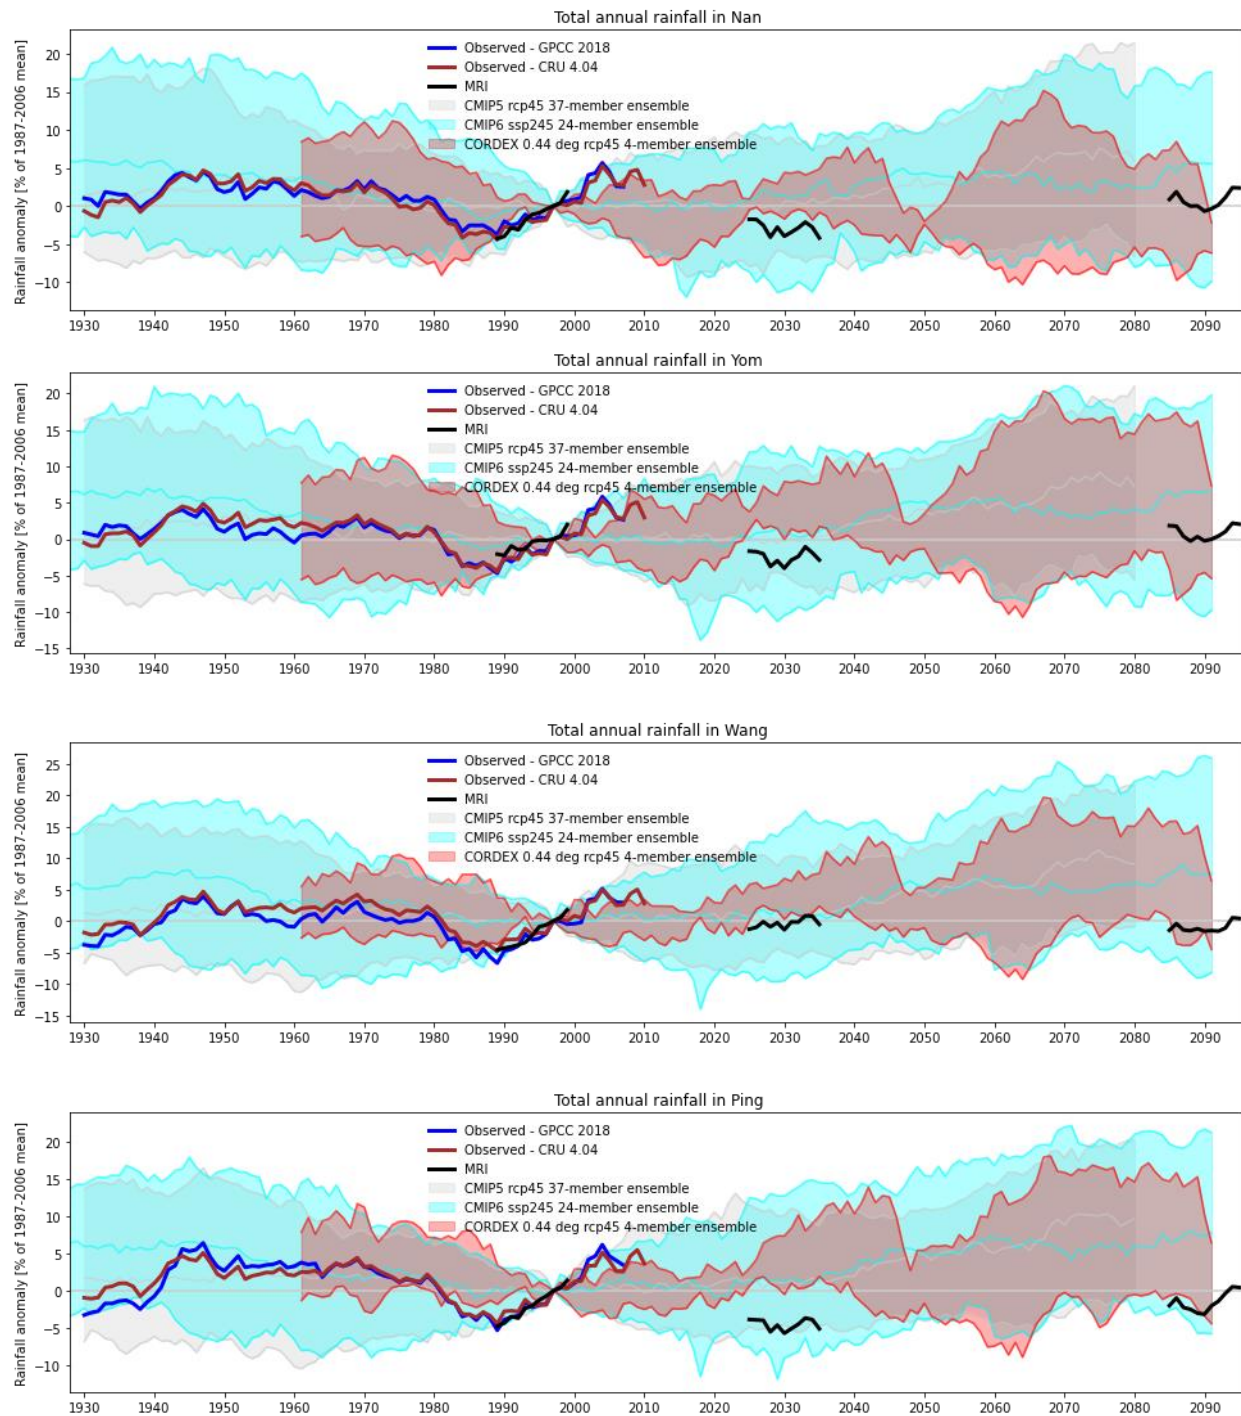 Total annual rainfall in Nan
Rainfall anomaly [% of 1987-2006 mean]
20
15
10
5
0
−5
−10
Observed - GPCC 2018
Observed - CRU 4.04
MRI
CMIP5 rcp45 37-member ensemble
CMIP6 ssp245 24-member ensemble
CORDEX 0.44 deg rcp45 4-member ensemble
1930 1940 1950 1960 1970 1980 1990 2000 2010 2020 2030 2040 2050 2060 2070 2080 2090
Total annual rainfall in Yom
Rainfall anomaly [% of 1987-2006 mean]
20
15
10
5
0
−5
−10
−15
Observed - GPCC 2018
Observed - CRU 4.04
MRI
CMIP5 rcp45 37-member ensemble
CMIP6 ssp245 24-member ensemble
CORDEX 0.44 deg rcp45 4-member ensemble
1930 1940 1950 1960 1970 1980 1990 2000 2010 2020 2030 2040 2050 2060 2070 2080 2090
Total annual rainfall in Wang
Rainfall anomaly [% of 1987-2006 mean]
25
20
15
10
5
0
−5
−10
−15
Observed - GPCC 2018
Observed - CRU 4.04
MRI
CMIP5 rcp45 37-member ensemble
CMIP6 ssp245 24-member ensemble
CORDEX 0.44 deg rcp45 4-member ensemble
1930 1940 1950 1960 1970 1980 1990 2000 2010 2020 2030 2040 2050 2060 2070 2080 2090
Total annual rainfall in Ping
Rainfall anomaly [% of 1987-2006 mean]
20
15
10
5
0
−5
−10
Observed - GPCC 2018
Observed - CRU 4.04
MRI
CMIP5 rcp45 37-member ensemble
CMIP6 ssp245 24-member ensemble
CORDEX 0.44 deg rcp45 4-member ensemble
1930 1940 1950 1960 1970 1980 1990 2000 2010 2020 2030 2040 2050 2060 2070 2080 2090